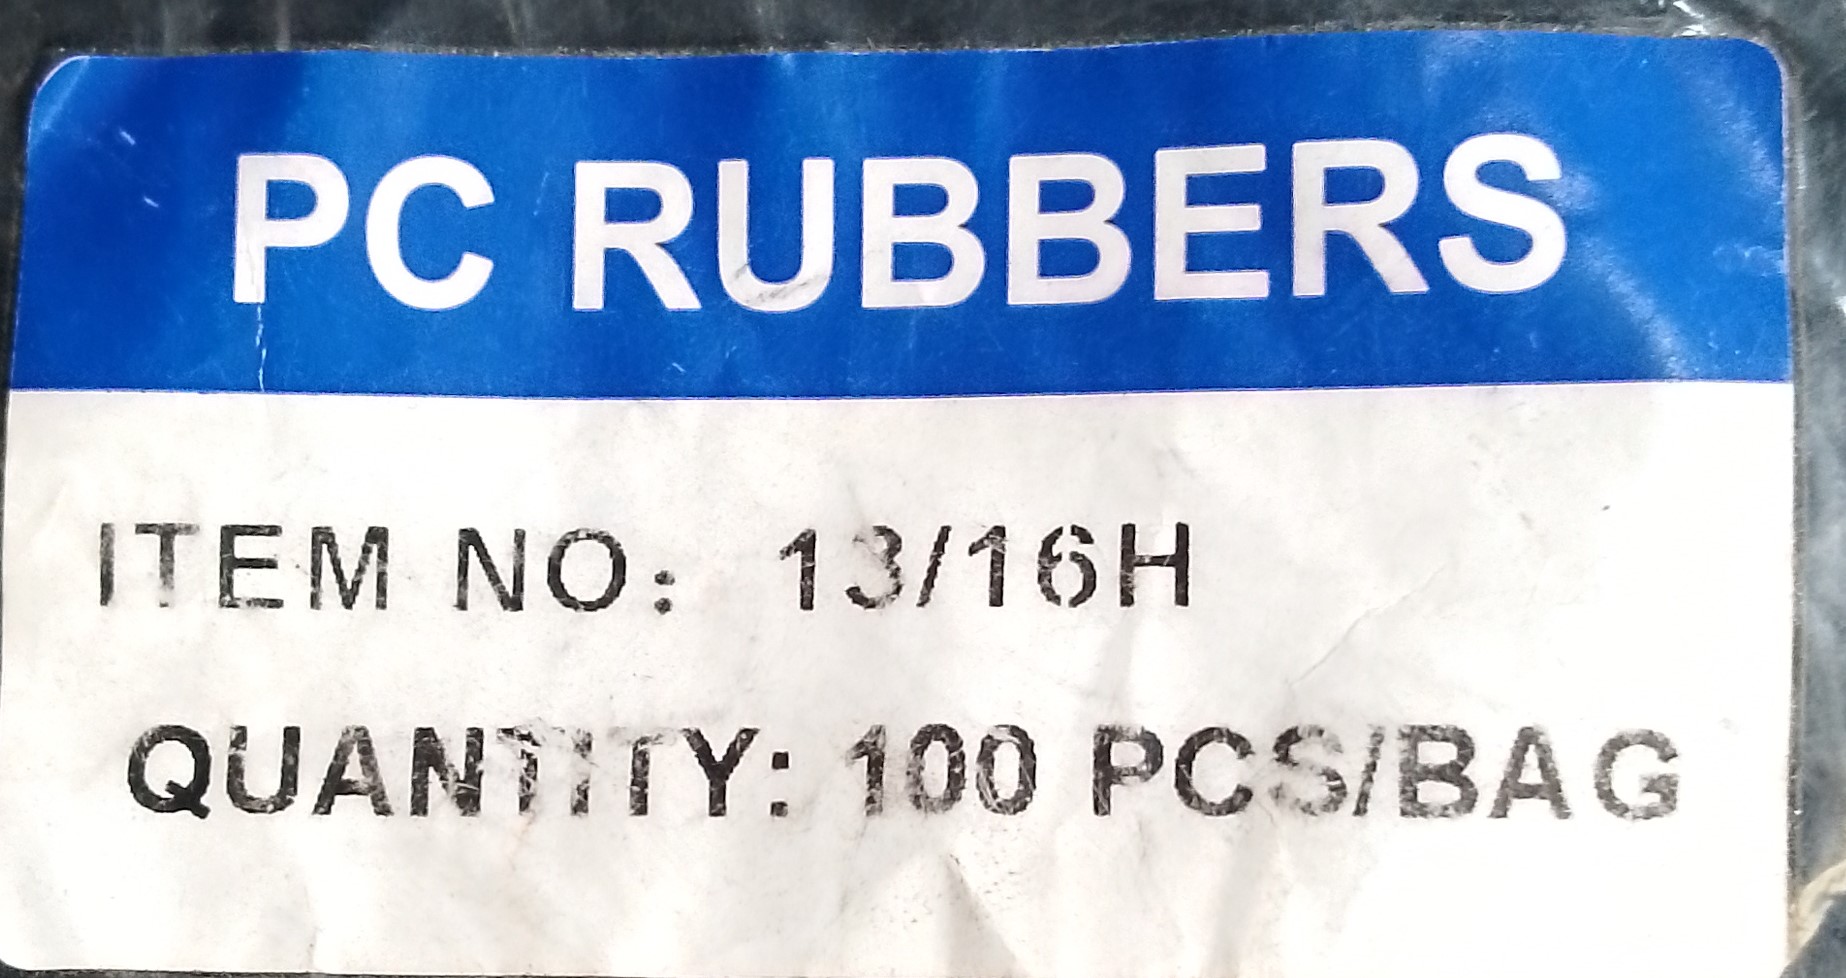 PC RUBBERS
ITEM NO: 13/16H
QUANTITY: 100 PCS/BAG